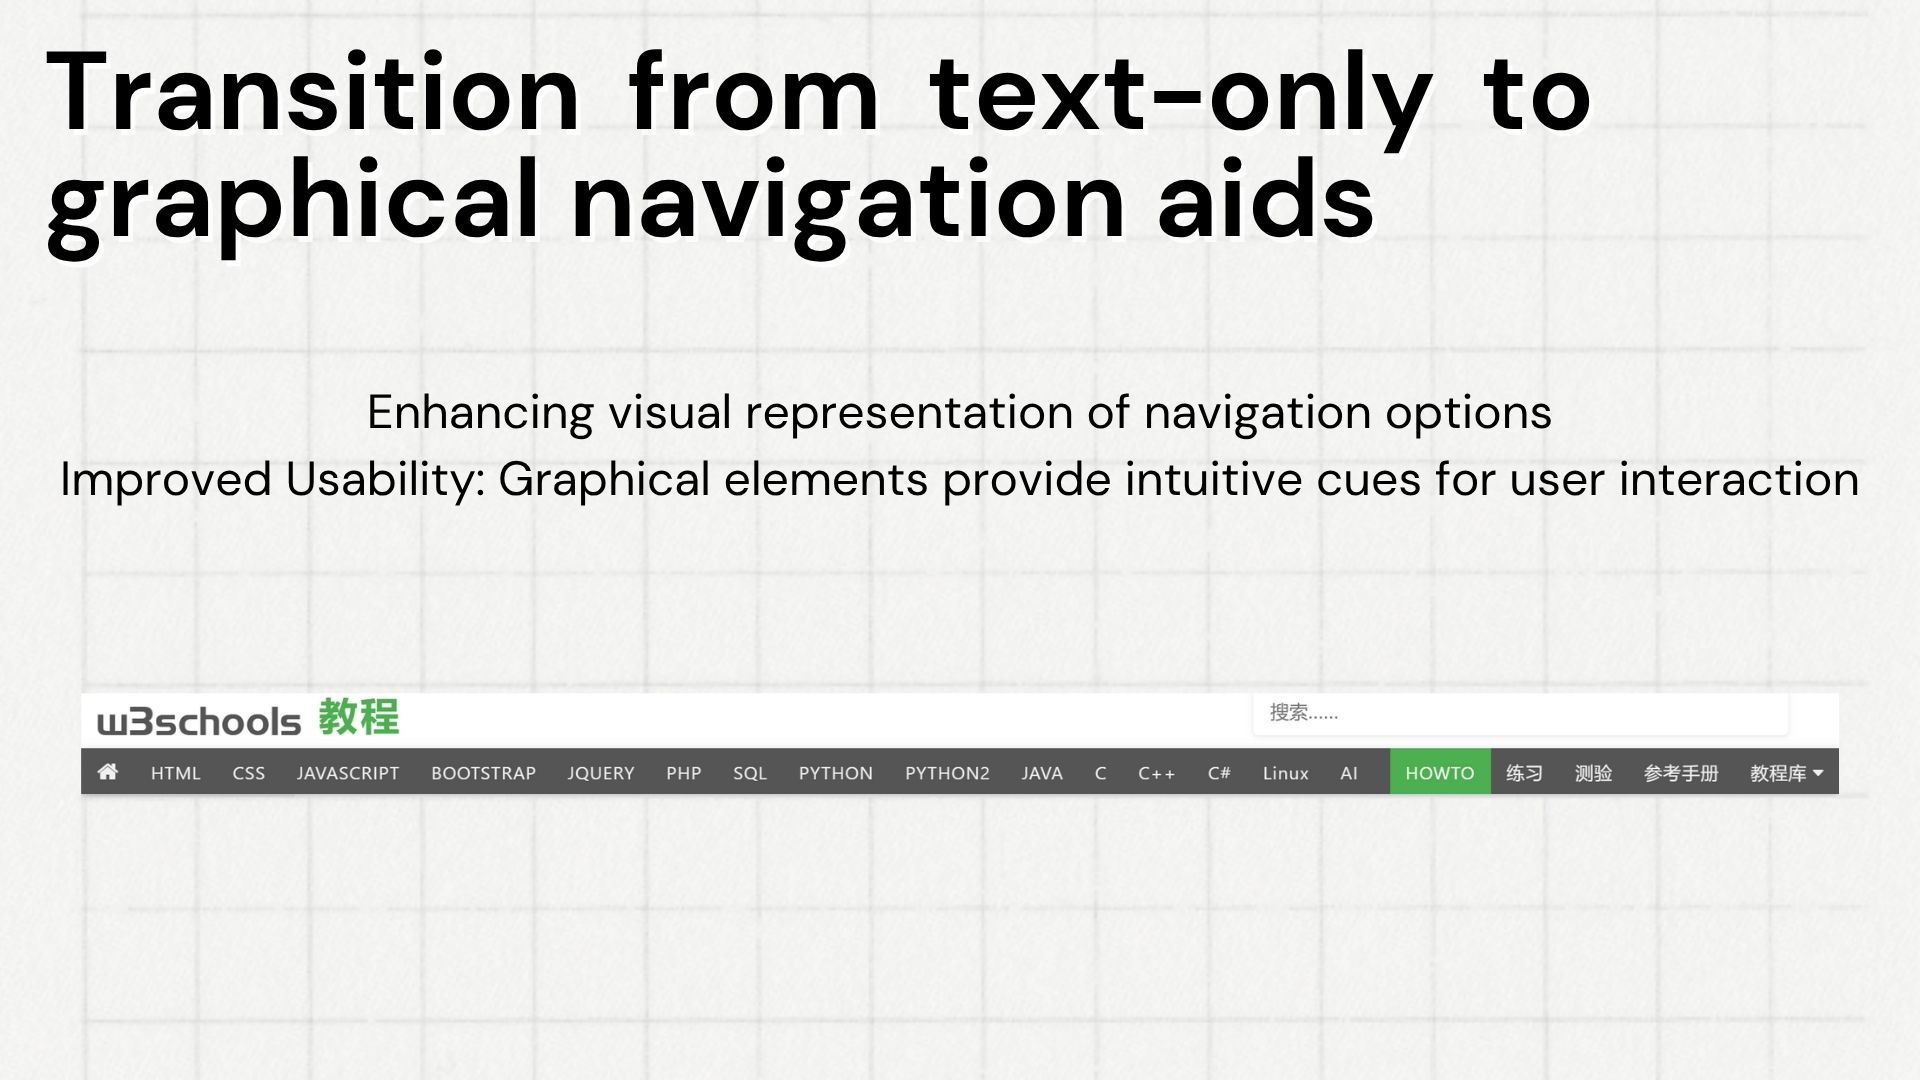 Transition from text-only to
graphical navigation aids
Enhancing visual representation of navigation options
Improved Usability: Graphical elements provide intuitive cues for user interaction
w3schools 教程
搜索......
HTML CSS JAVASCRIPT BOOTSTRAP JQUERY PHP SQL PYTHON PYTHON2 JAVA C C++ C# Linux AI HOWTO 练习 测验 参考手册 教程库